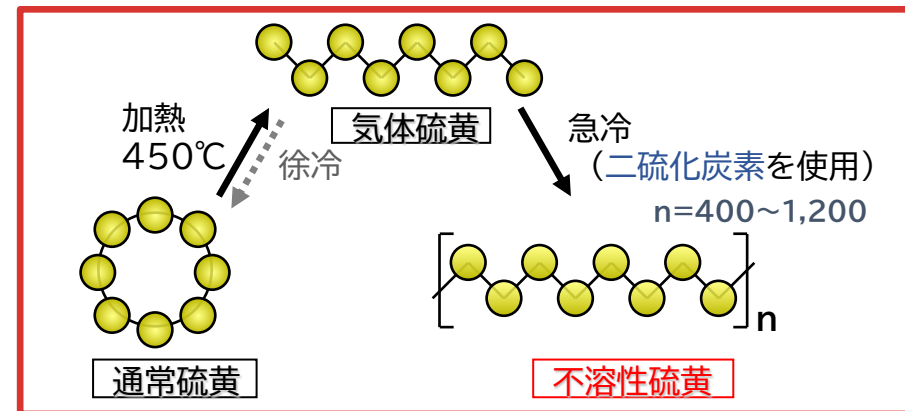 気体硫黄
加熱
450℃
徐冷
急冷
（二硫化炭素を使用）
n=400～1,200
n
通常硫黄
不溶性硫黄